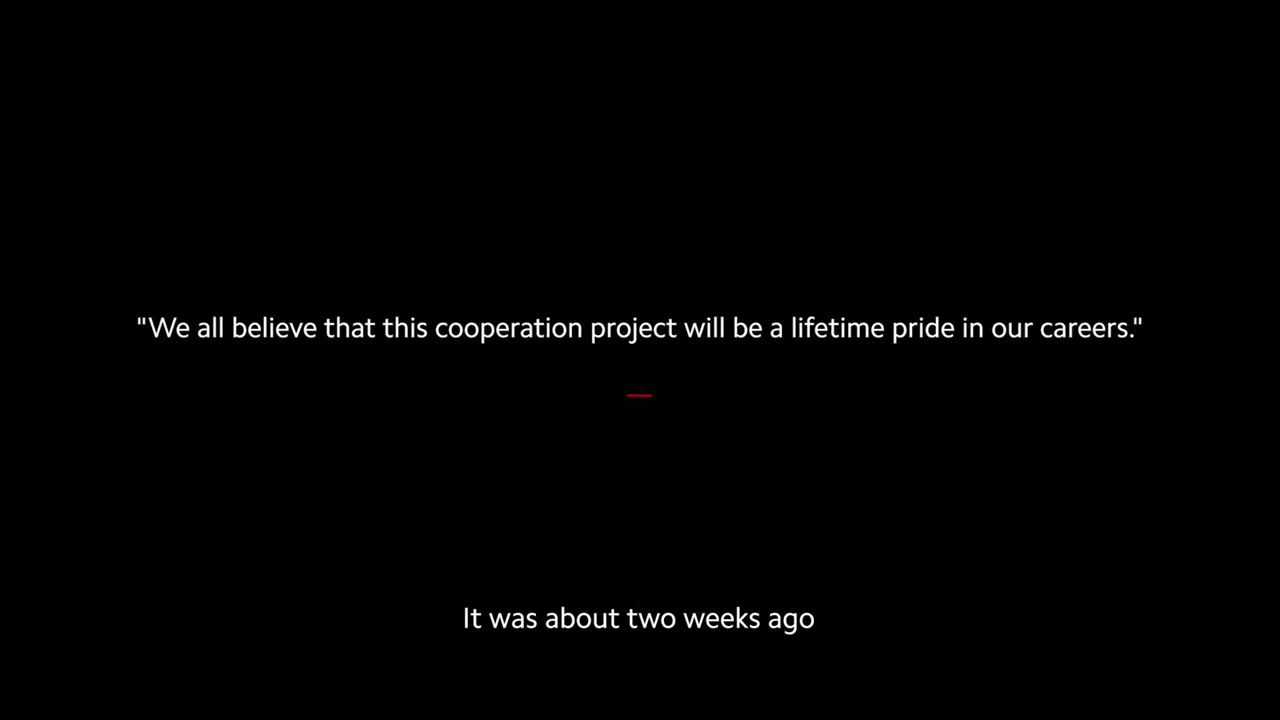 "We all believe that this cooperation project will be a lifetime pride in our careers."
It was about two weeks ago